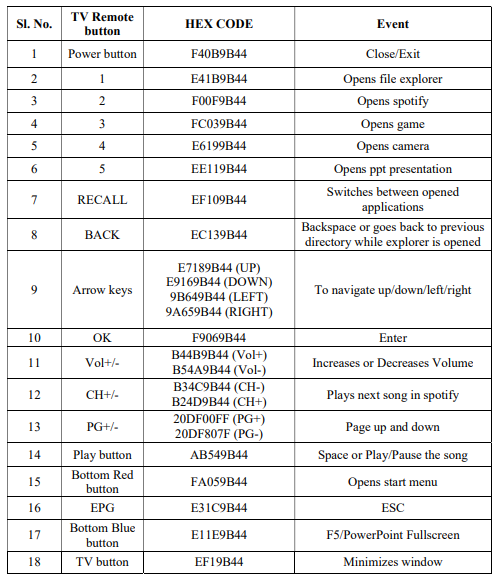 Sl. No. TV Remote button HEX CODE Event
1 Power button F40B9B44 Close/Exit
2 1 E41B9B44 Opens file explorer
3 2 F00F9B44 Opens spotify
4 3 FC039B44 Opens game
5 4 E6199B44 Opens camera
6 5 EE119B44 Opens ppt presentation
7 RECALL EF109B44 Switches between opened applications
8 BACK EC139B44 Backspace or goes back to previous directory while explorer is opened
9 Arrow keys E7189B44 (UP)
E9169B44 (DOWN)
9B649B44 (LEFT)
9A659B44 (RIGHT)
To navigate up/down/left/right
10 OK F9069B44 Enter
11 Vol+/- B44B9B44 (Vol+)
B54A9B44 (Vol-)
Increases or Decreases Volume
12 CH+/- B34C9B44 (CH-)
B24D9B44 (CH+)
Plays next song in spotify
13 PG+/- 20DF00FF (PG+)
20DF807F (PG-)
Page up and down
14 Play button AB549B44 Space or Play/Pause the song
15 Bottom Red button FA059B44 Opens start menu
16 EPG E31C9B44 ESC
17 Bottom Blue button E11E9B44 F5/PowerPoint Fullscreen
18 TV button EF19B44 Minimizes window